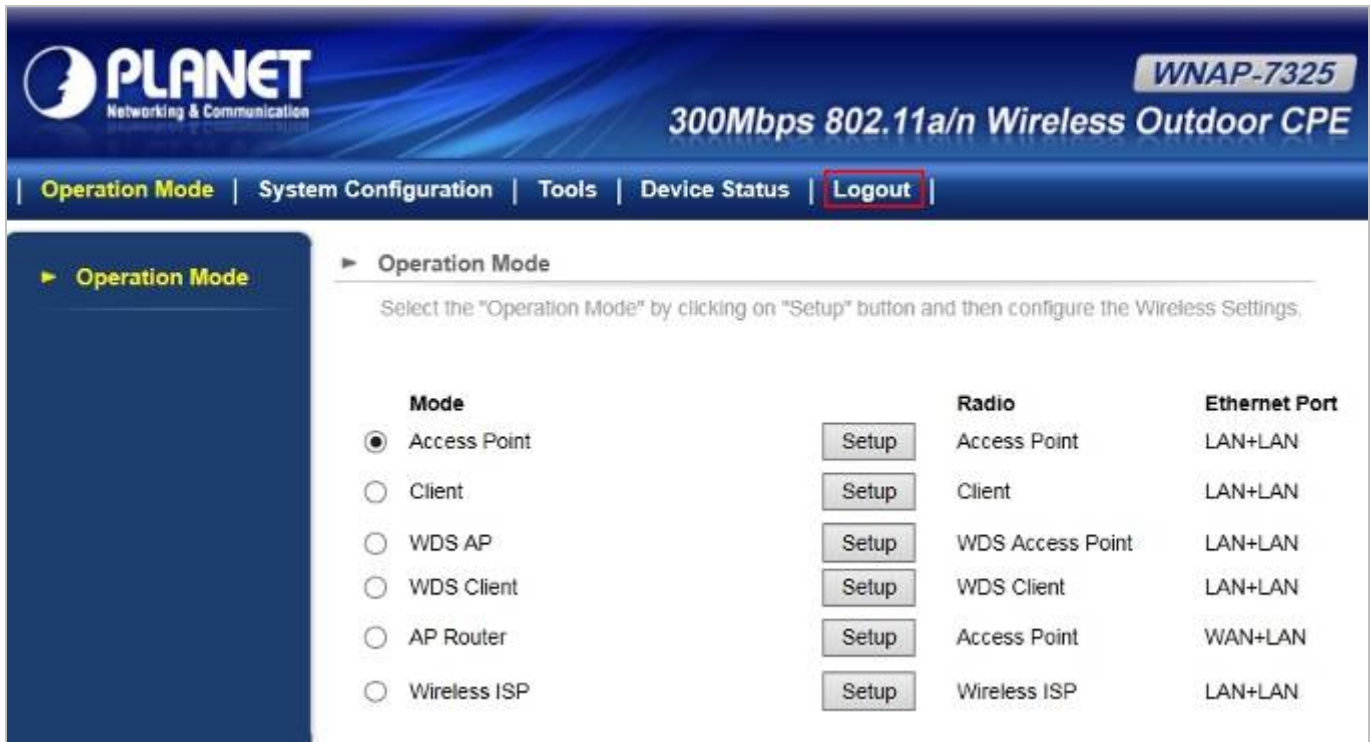 PLANET
Networking & Communication
WNAP-7325
300Mbps 802.11a/n Wireless Outdoor CPE
| Operation Mode | System Configuration | Tools | Device Status | Logout |
Operation Mode
Operation Mode
Select the "Operation Mode" by clicking on "Setup" button and then configure the Wireless Settings.
Mode Radio Ethernet Port
Access Point Setup Access Point LAN+LAN
Client Setup Client LAN+LAN
WDS AP Setup WDS Access Point LAN+LAN
WDS Client Setup WDS Client LAN+LAN
AP Router Setup Access Point WAN+LAN
Wireless ISP Setup Wireless ISP LAN+LAN